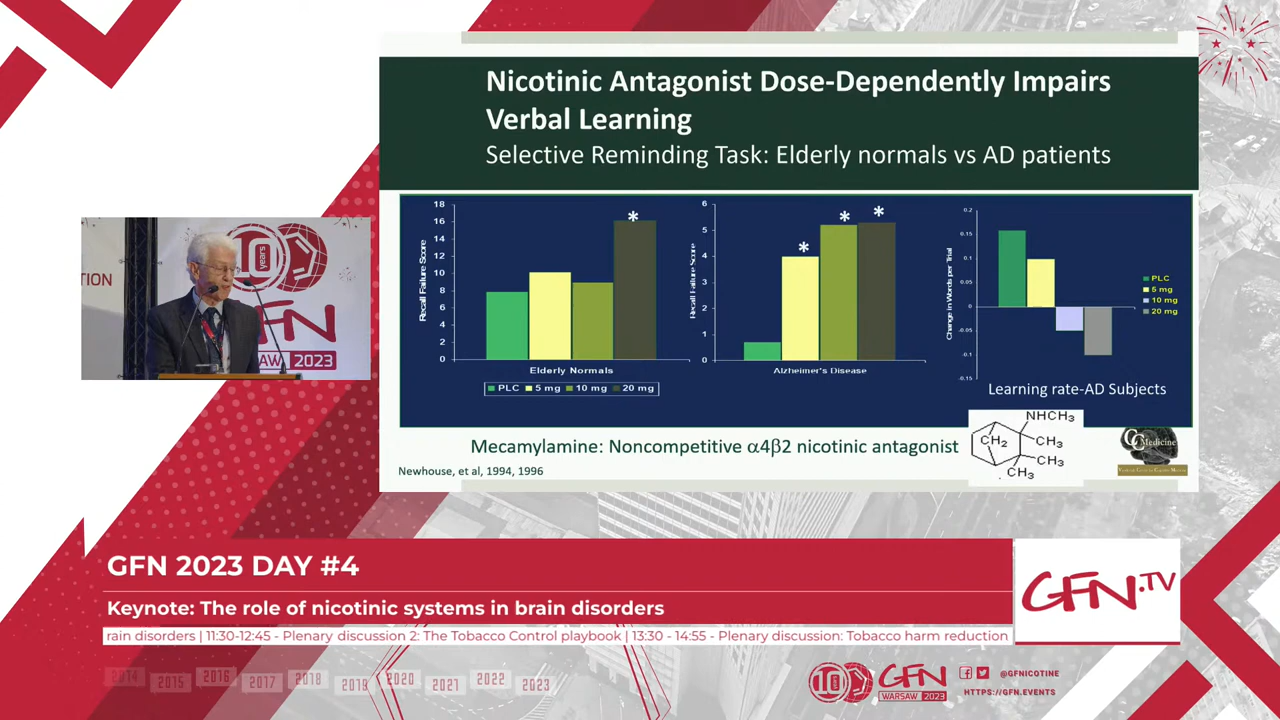 Nicotinic Antagonist Dose-Dependently Impairs
Verbal Learning
Selective Reminding Task: Elderly normals vs AD patients
18
16
14
12
10
8
6
4
2
0
Recall Failure Score
*
Elderly Normals
PLC 5 mg 10 mg 20 mg
6
5
4
3
2
1
0
Recall Failure Score
* * *
Alzheimer's Disease
0.2
0.15
0.1
0.05
0
-0.05
-0.1
-0.15
Change in Words per Trial
PLC
5 mg
10 mg
20 mg
Learning rate-AD Subjects
Mecamylamine: Noncompetitive α4β2 nicotinic antagonist
NHCH₃
CH₂
CH₃
CH₃
CH₃
Medicine
Newhouse, et al, 1994, 1996
TION
10
years
GFN
WARSAW 2023
GFN 2023 DAY #4
Keynote: The role of nicotinic systems in brain disorders
rain disorders | 11:30-12:45 - Plenary discussion 2: The Tobacco Control playbook | 13:30 - 14:55 - Plenary discussion: Tobacco harm reduction
GFN.TV
2014 2015 2016 2017 2018 2019 2020 2021 2022 2023
10
GFN
WARSAW 2023
@GFNICOTINE
HTTPS://GFN.EVENTS